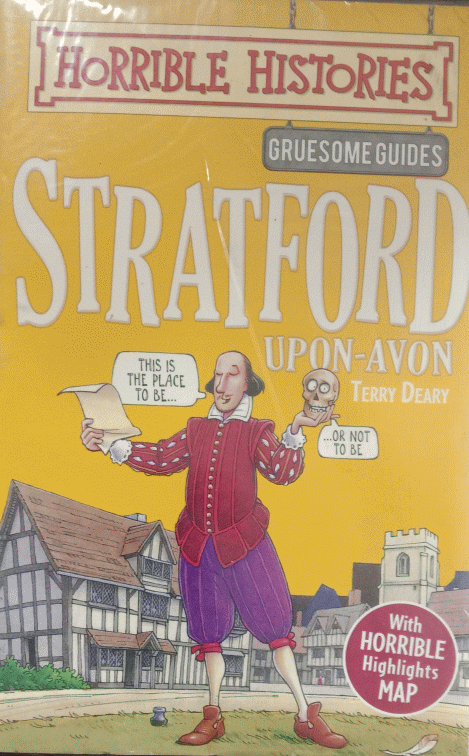 HORRIBLE HISTORIES
GRUESOME GUIDES
STRATFORD
UPON-AVON
TERRY DEARY
THIS IS
THE PLACE
TO BE...
...OR NOT
TO BE
With
HORRIBLE
Highlights
MAP